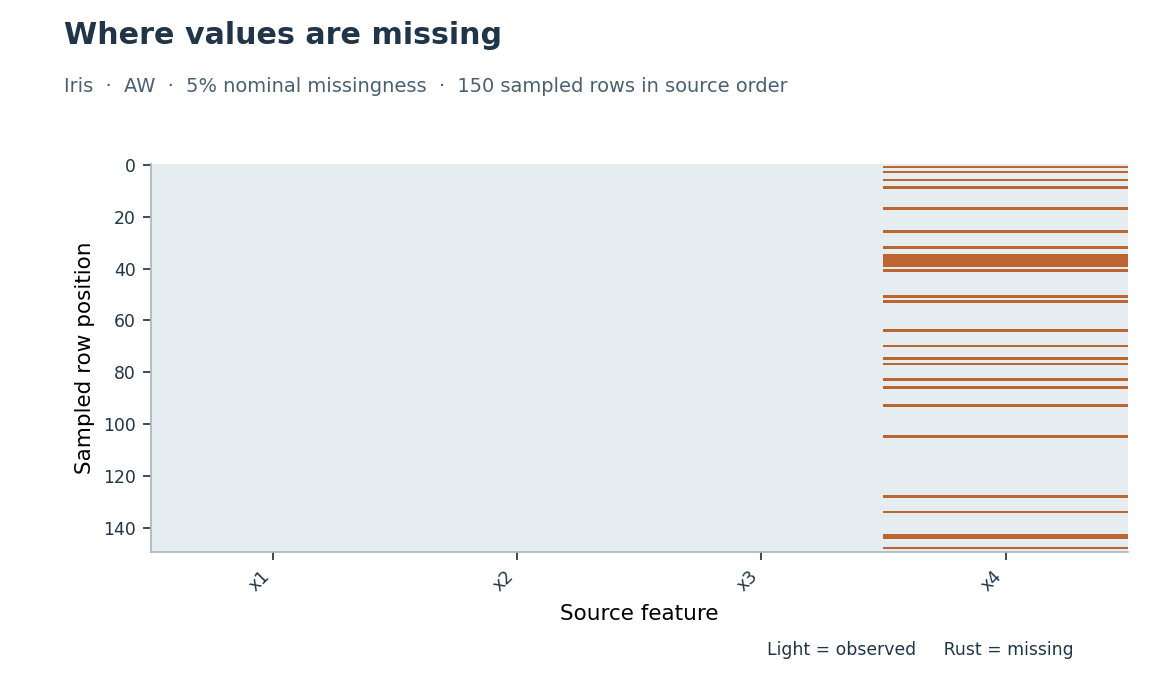 Where values are missing
Iris · AW · 5% nominal missingness · 150 sampled rows in source order
0
20
40
60
80
100
120
140
Sampled row position
x1
x2
x3
x4
Source feature
Light = observed Rust = missing